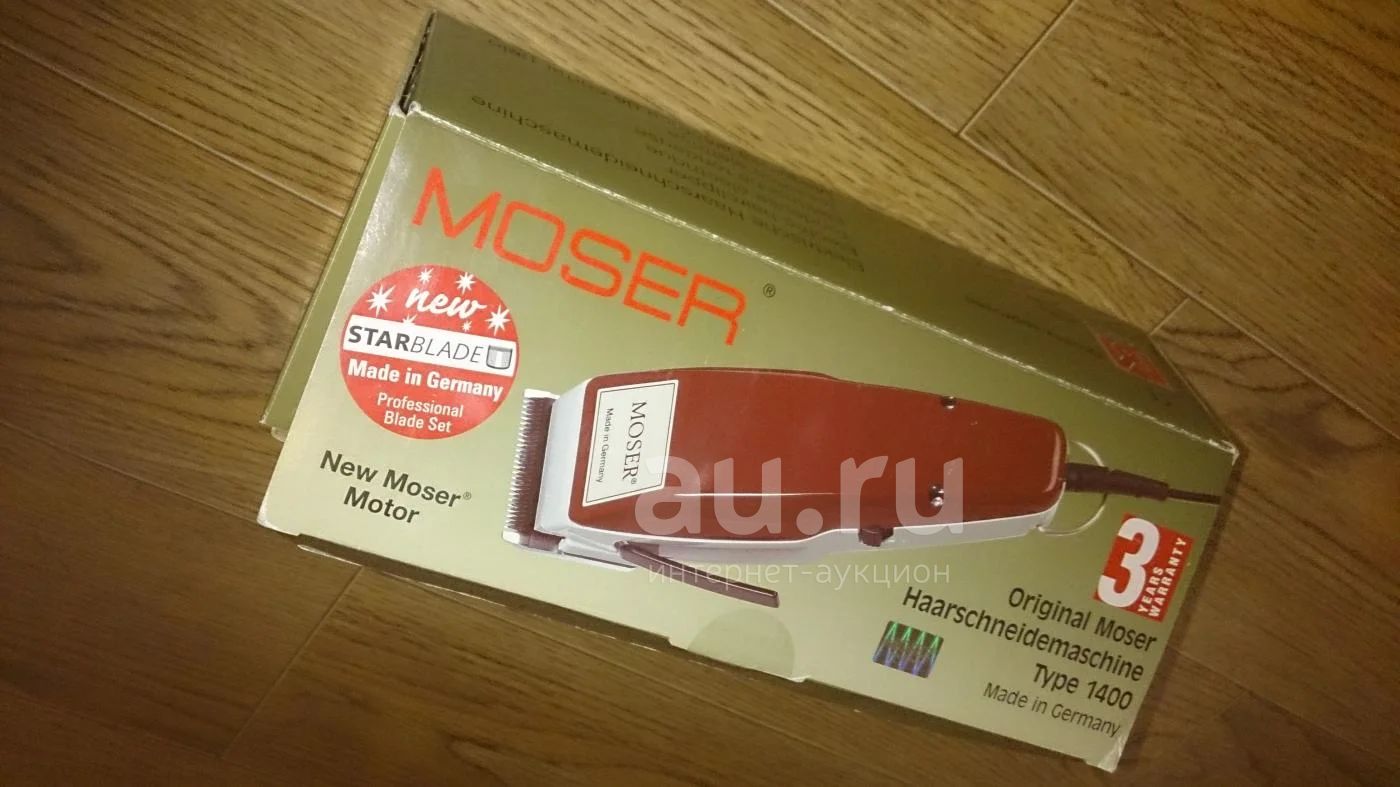 Haarschneidemaschine
MOSER®
new
STARBLADE
Made in Germany
Professional
Blade Set
New Moser®
Motor
MOSER®
Made in Germany
au.ru
интернет-аукцион
3
YEARS
WARRANTY
Original Moser
Haarschneidemaschine
Type 1400
Made in Germany